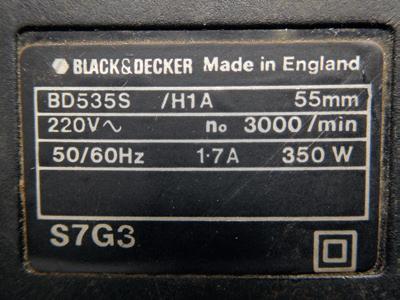 BLACK&DECKER Made in England
BD535S /H1A 55mm
220V~ no 3000/min
50/60Hz 1·7A 350 W
S7G3